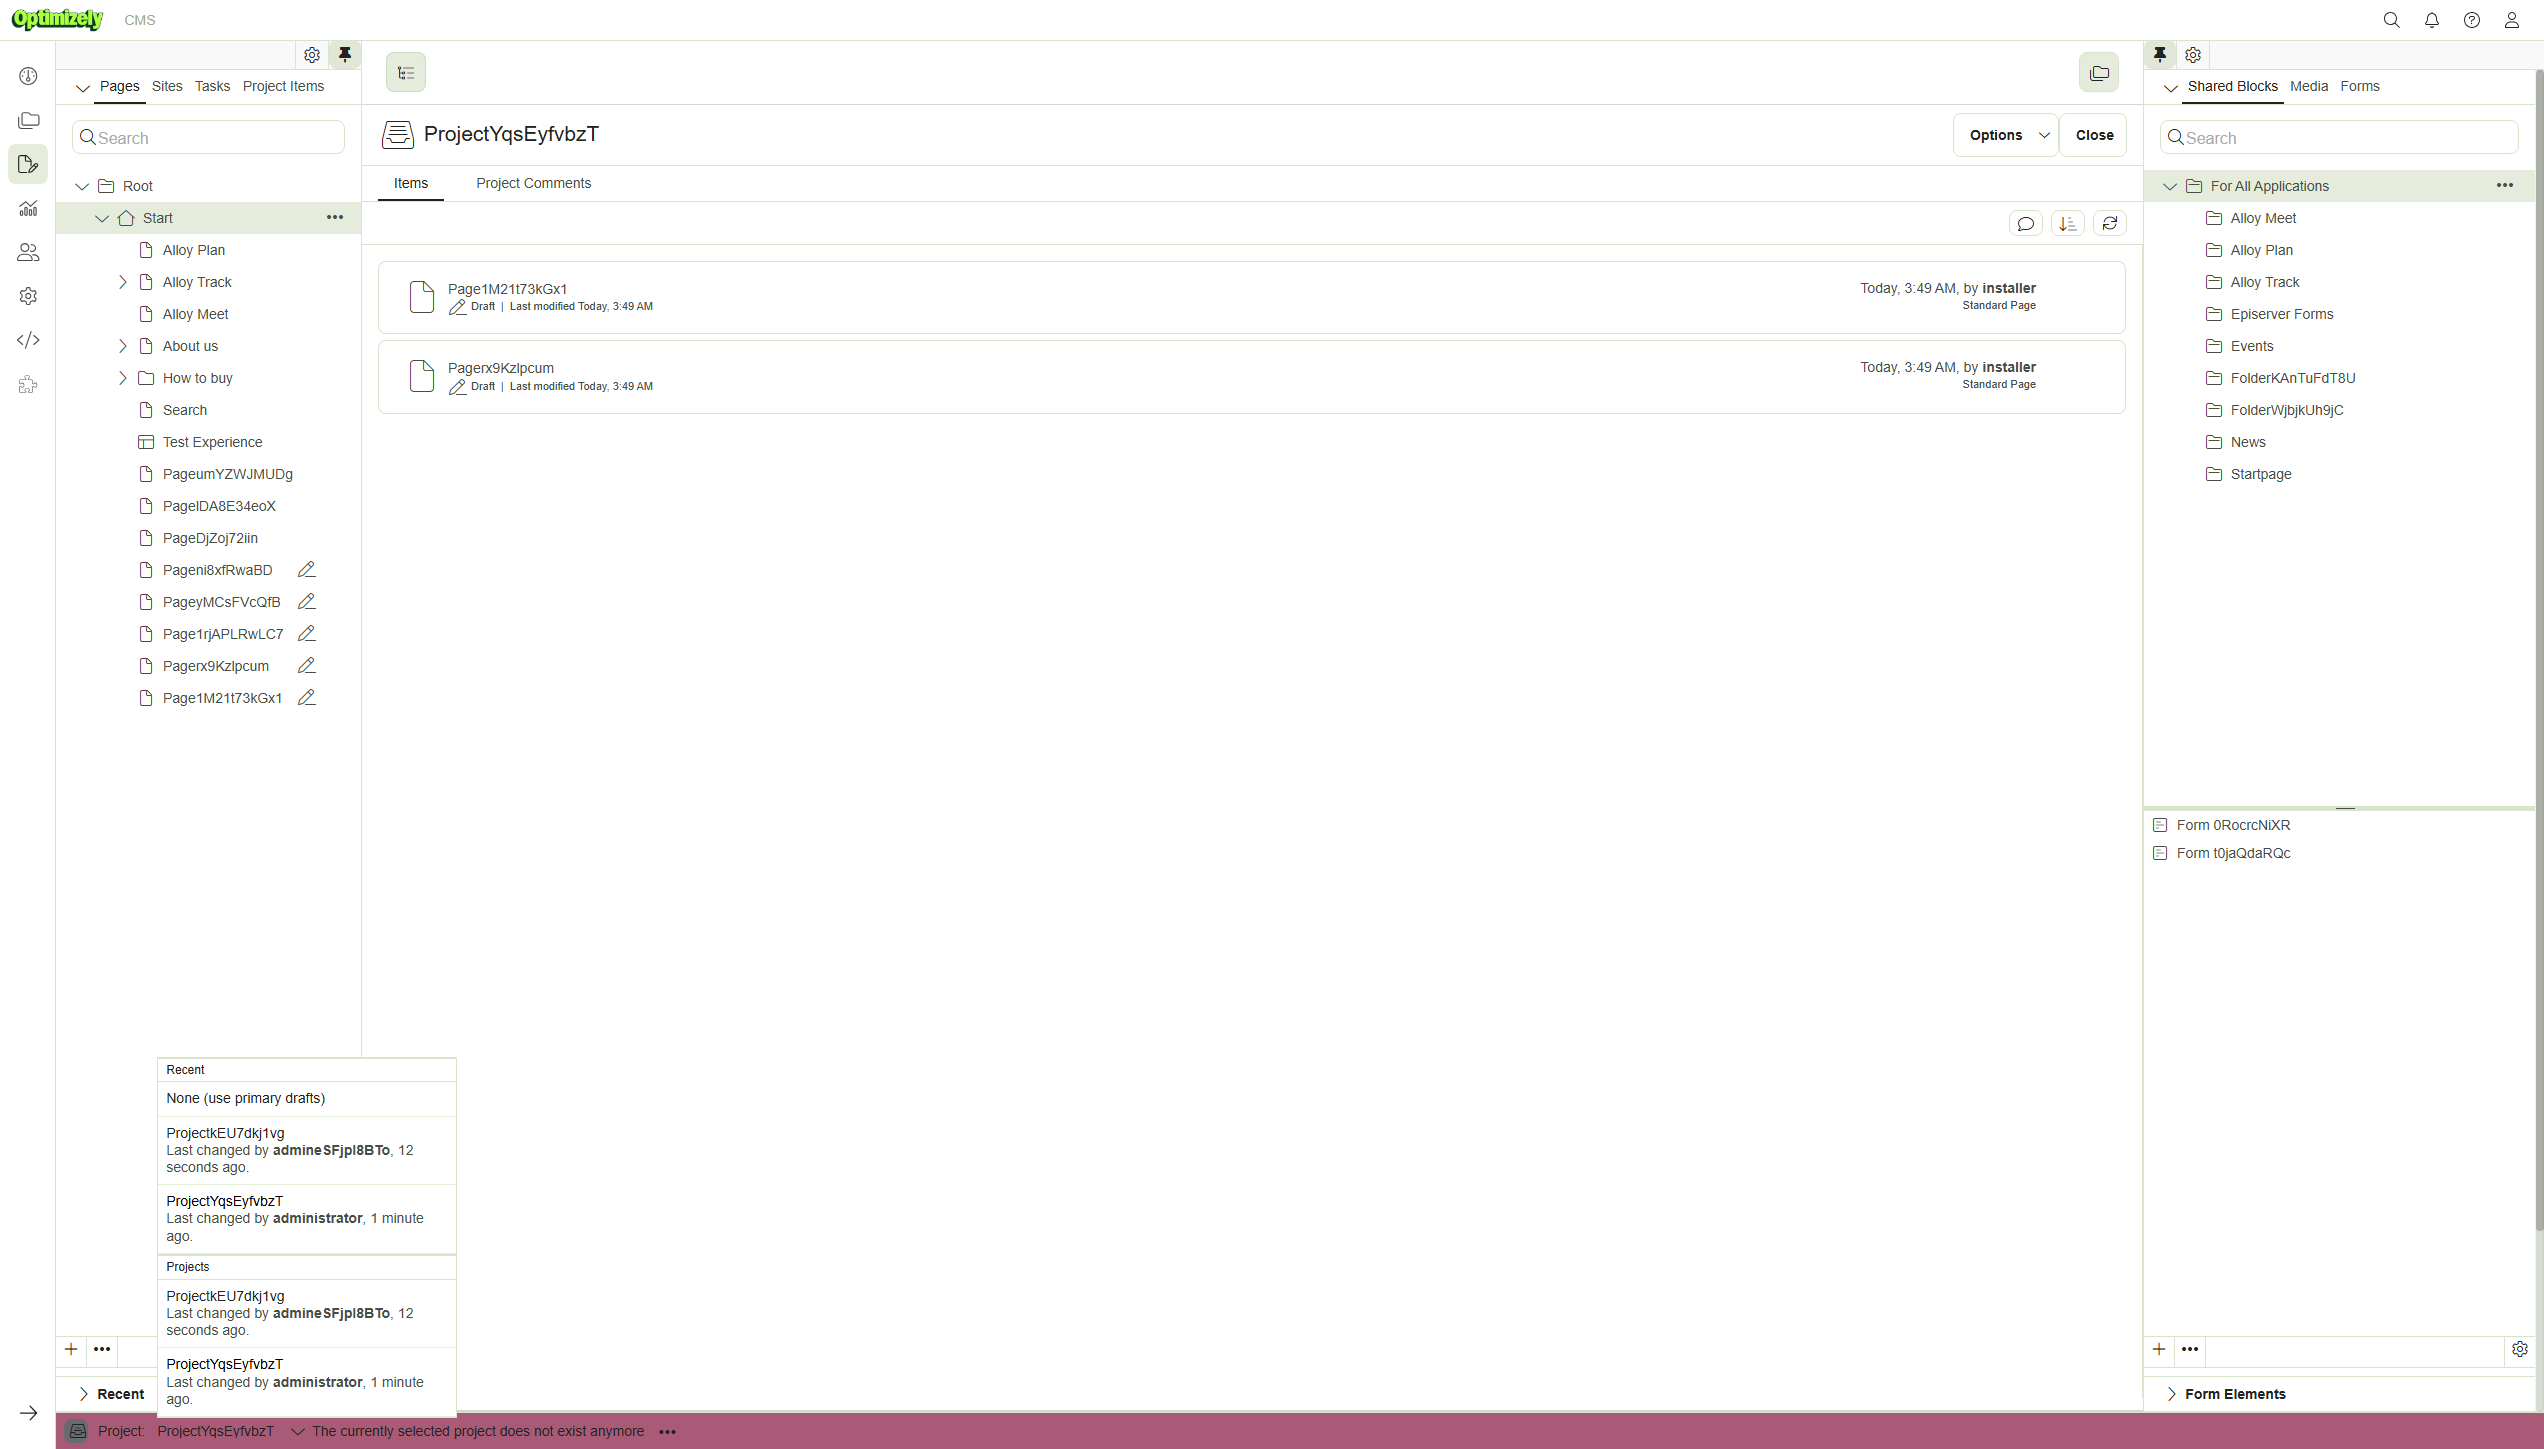 Optimizely CMS
Pages Sites Tasks Project Items
Search
Root
Start
Alloy Plan
Alloy Track
Alloy Meet
About us
How to buy
Search
Test Experience
PageumYZWJMUDg
PagelDA8E34eoX
PageDjZoj72iin
Pageni8xfRwaBD
PageyMCsFVcQfB
Page1rjAPLRwLC7
Pagerx9Kzlpcum
Page1M21t73kGx1
Recent
ProjectYqsEyfvbzT
Options
Close
Items Project Comments
Page1M21t73kGx1
Draft | Last modified Today, 3:49 AM
Today, 3:49 AM, by installer
Standard Page
Pagerx9Kzlpcum
Draft | Last modified Today, 3:49 AM
Today, 3:49 AM, by installer
Standard Page
Shared Blocks Media Forms
Search
For All Applications
Alloy Meet
Alloy Plan
Alloy Track
Episerver Forms
Events
FolderKAnTuFdT8U
FolderWjbjkUh9jC
News
Startpage
Form 0RocrcNiXR
Form t0jaQdaRQc
Form Elements
Recent
None (use primary drafts)
ProjectkEU7dkj1vg
Last changed by admineSFjpl8BTo, 12
seconds ago.
ProjectYqsEyfvbzT
Last changed by administrator, 1 minute
ago.
Projects
ProjectkEU7dkj1vg
Last changed by admineSFjpl8BTo, 12
seconds ago.
ProjectYqsEyfvbzT
Last changed by administrator, 1 minute
ago.
Project: ProjectYqsEyfvbzT The currently selected project does not exist anymore